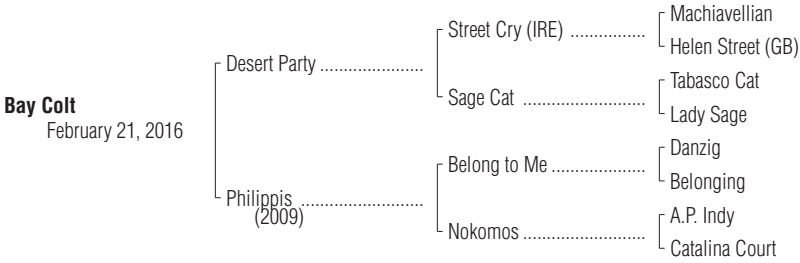 Machiavellian
Street Cry (IRE) ................
Helen Street (GB)
Desert Party ......................
Tabasco Cat
Sage Cat ..........................
Lady Sage
Bay Colt
February 21, 2016
Danzig
Belong to Me ....................
Belonging
Philippis ..........................
(2009)
A.P. Indy
Nokomos ..........................
Catalina Court